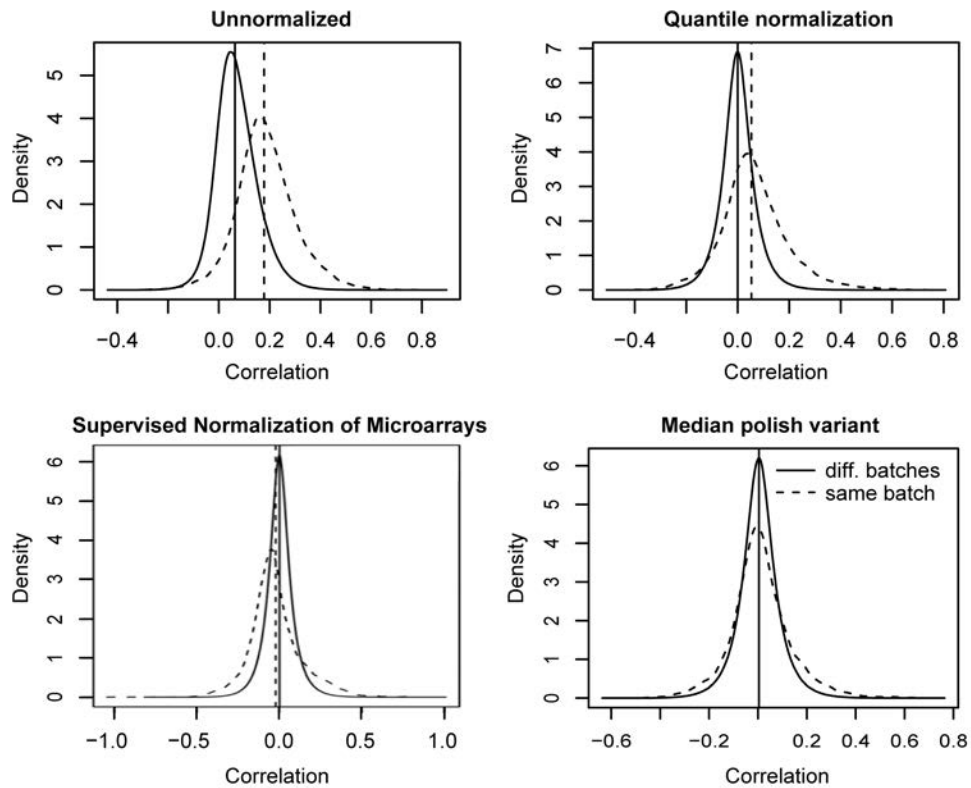 Unnormalized
Density
0 1 2 3 4 5
−0.4 0.0 0.2 0.4 0.6 0.8
Correlation
Quantile normalization
Density
0 1 2 3 4 5 6 7
−0.4 0.0 0.2 0.4 0.6 0.8
Correlation
Supervised Normalization of Microarrays
Density
0 1 2 3 4 5 6
−1.0 −0.5 0.0 0.5 1.0
Correlation
Median polish variant
diff. batches
same batch
Density
0 1 2 3 4 5 6
−0.6 −0.2 0.2 0.4 0.6 0.8
Correlation